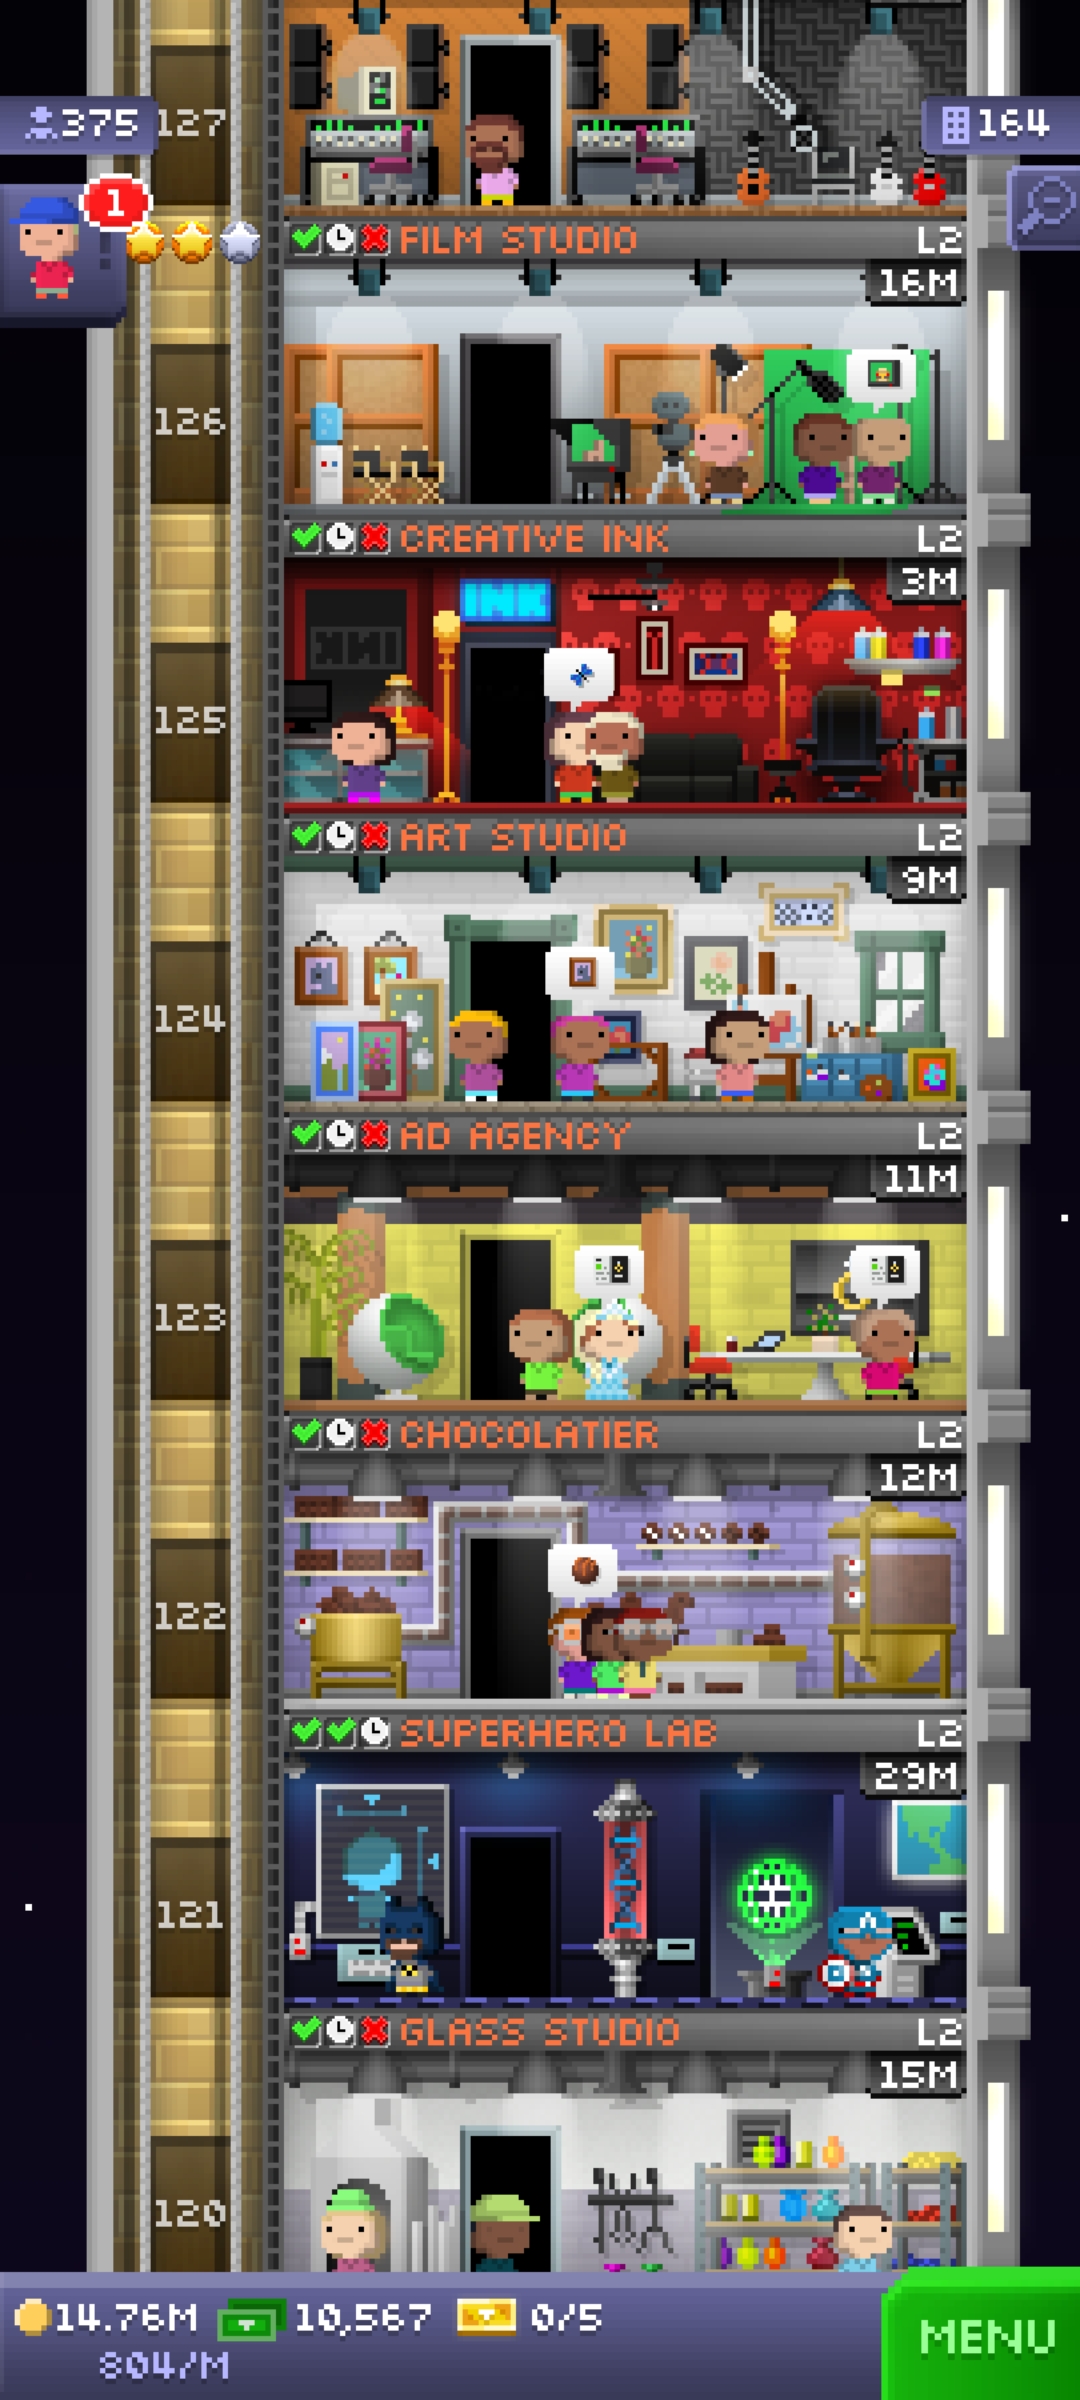 375
127
164
1
FILM STUDIO L2
16M
126
CREATIVE INK L2
3M
INK
125
ART STUDIO L2
9M
124
AD AGENCY L2
11M
123
CHOCOLATIER L2
12M
122
SUPERHERO LAB L2
29M
121
GLASS STUDIO L2
15M
120
14.76M 10,567 0/5
804/M
MENU